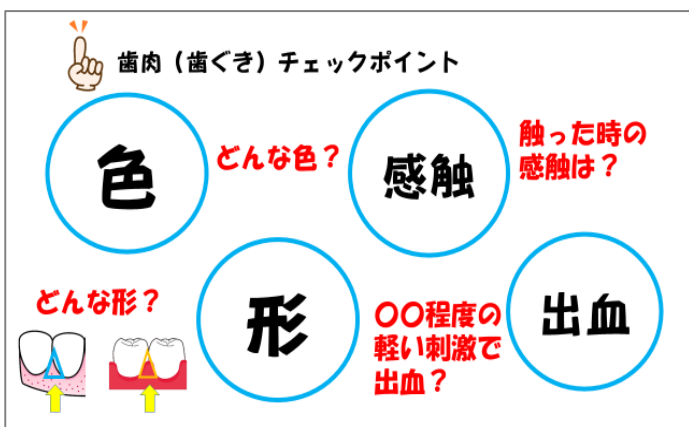 歯肉（歯ぐき）チェックポイント
色
どんな色？
感触
触った時の
感触は？
どんな形？
形
〇〇程度の
軽い刺激で
出血？
出血